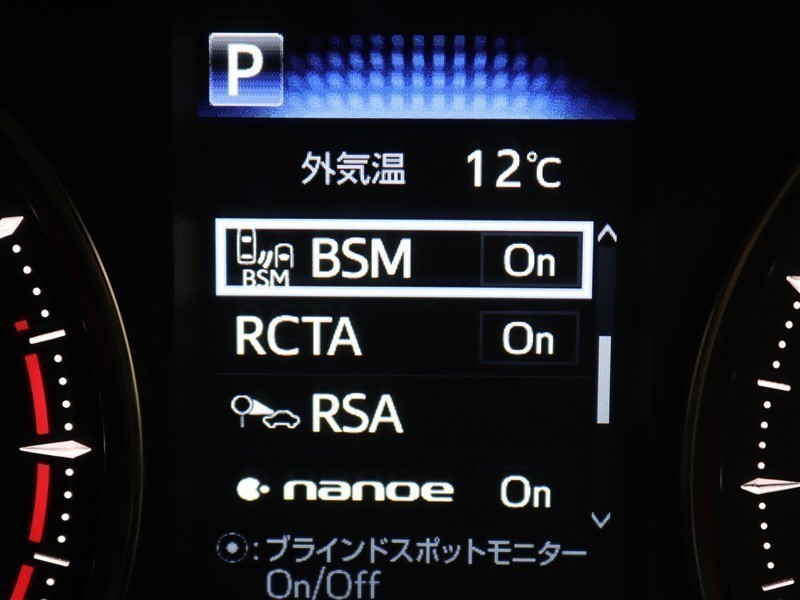 P
外気温 12℃
BSM BSM On
RCTA On
RSA
nanoe On
:ブラインドスポットモニター
On/Off